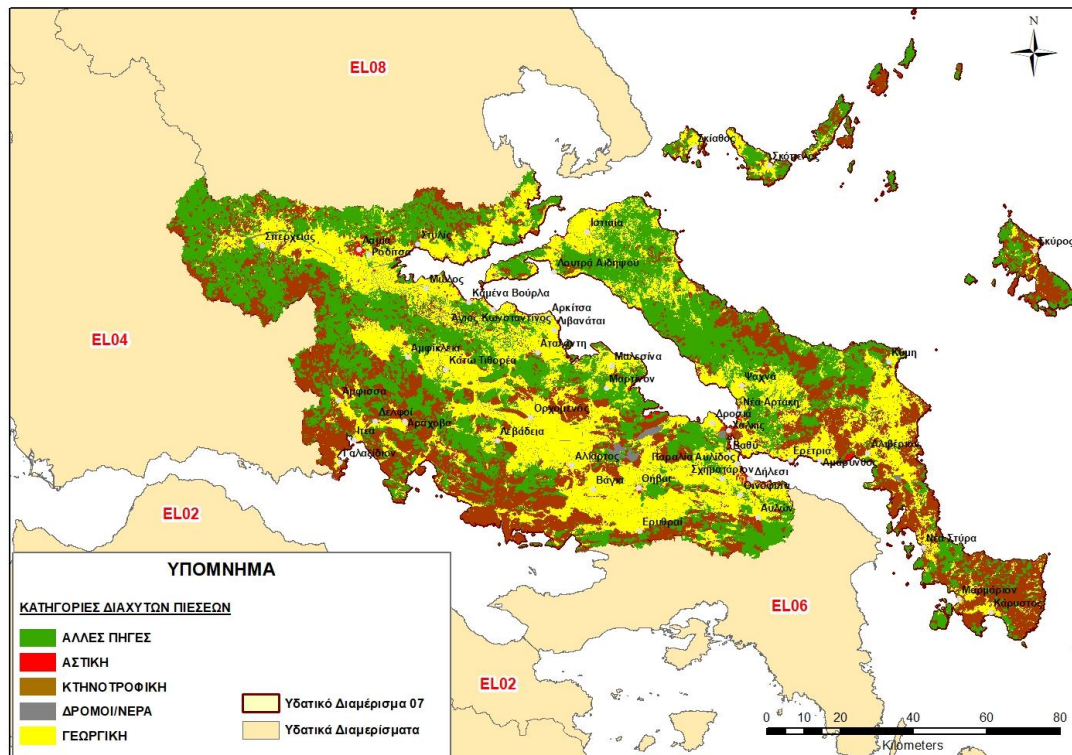 N
EL08
Σκίαθος
Σκόπελος
Σκύρος
Ιστιαία
Σπερχειάς
Λαμία
Στυλίς
Ροδίτσα
Λουτρά Αιδηψού
Μώλος
Καμένα Βούρλα
Αρκίτσα
Άγιος Κωνσταντίνος
Λιβανάται
EL04
Αμφίκλεια
Αταλάντη
Κάτω Τιθορέα
Μαλεσίνα
Κύμη
Μαρτίνον
Ψαχνά
Άμφισσα
Νέα Αρτάκη
Δελφοί
Ορχομενός
Δροσιά
Αράχοβα
Χαλκίς
Ιτέα
Λεβάδεια
Βαθύ
Αλιβέριον
Γαλαξίδιον
Αλίαρτος
Παραλία Αυλίδος
Ερέτρια
Αμάρυνθος
Σχηματάριον
Δήλεσι
Βάγια
Θήβαι
Οινόφυτα
EL02
Αυλών
Ερυθραί
Νέα Στύρα
ΥΠΟΜΝΗΜΑ
Μαρμάριον
Κάρυστος
EL06
ΚΑΤΗΓΟΡΙΕΣ ΔΙΑΧΥΤΩΝ ΠΙΕΣΕΩΝ
ΑΛΛΕΣ ΠΗΓΕΣ
ΑΣΤΙΚΗ
ΚΤΗΝΟΤΡΟΦΙΚΗ
EL02
Υδατικό Διαμέρισμα 07
ΔΡΟΜΟΙ/ΝΕΡΑ
0 10 20 40 60 80
Υδατικά Διαμερίσματα
ΓΕΩΡΓΙΚΗ
Kilometers